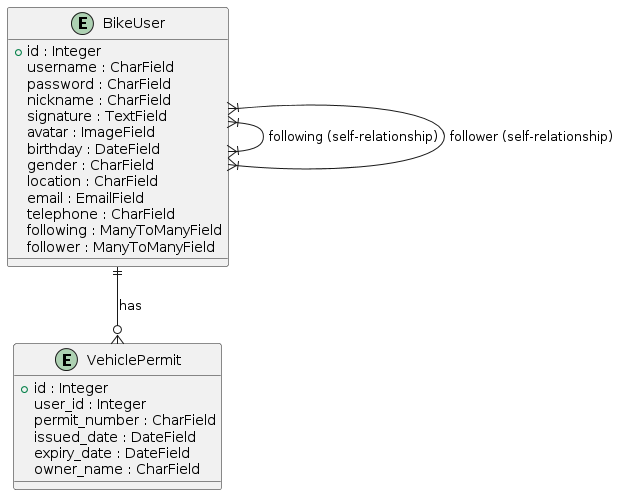 E BikeUser
id : Integer
username : CharField
password : CharField
nickname : CharField
signature : TextField
avatar : ImageField
birthday : DateField
gender : CharField
location : CharField
email : EmailField
telephone : CharField
following : ManyToManyField
follower : ManyToManyField
following (self-relationship)
follower (self-relationship)
has
E VehiclePermit
id : Integer
user_id : Integer
permit_number : CharField
issued_date : DateField
expiry_date : DateField
owner_name : CharField